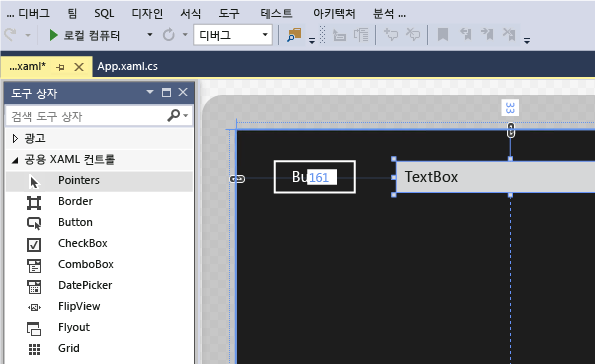 ... 디버그 팀 SQL 디자인 서식 도구 테스트 아키텍처 분석 ...
로컬 컴퓨터 디버그
...xaml* App.xaml.cs
도구 상자
검색 도구 상자
광고
공용 XAML 컨트롤
Pointers
Border
Button
CheckBox
ComboBox
DatePicker
FlipView
Flyout
Grid
33
Bu 161 TextBox